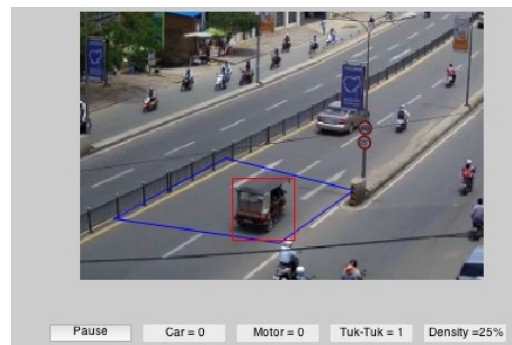 Pause
Car = 0
Motor = 0
Tuk-Tuk = 1
Density =25%